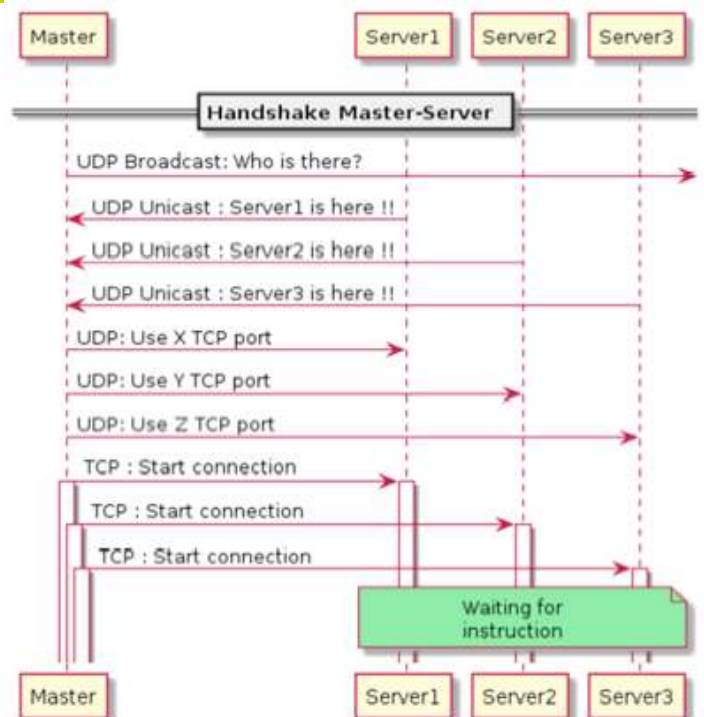 Master Server1 Server2 Server3
Handshake Master-Server
UDP Broadcast: Who is there?
UDP Unicast : Server1 is here !!
UDP Unicast : Server2 is here !!
UDP Unicast : Server3 is here !!
UDP: Use X TCP port
UDP: Use Y TCP port
UDP: Use Z TCP port
TCP : Start connection
TCP : Start connection
TCP : Start connection
Waiting for
instruction
Master Server1 Server2 Server3